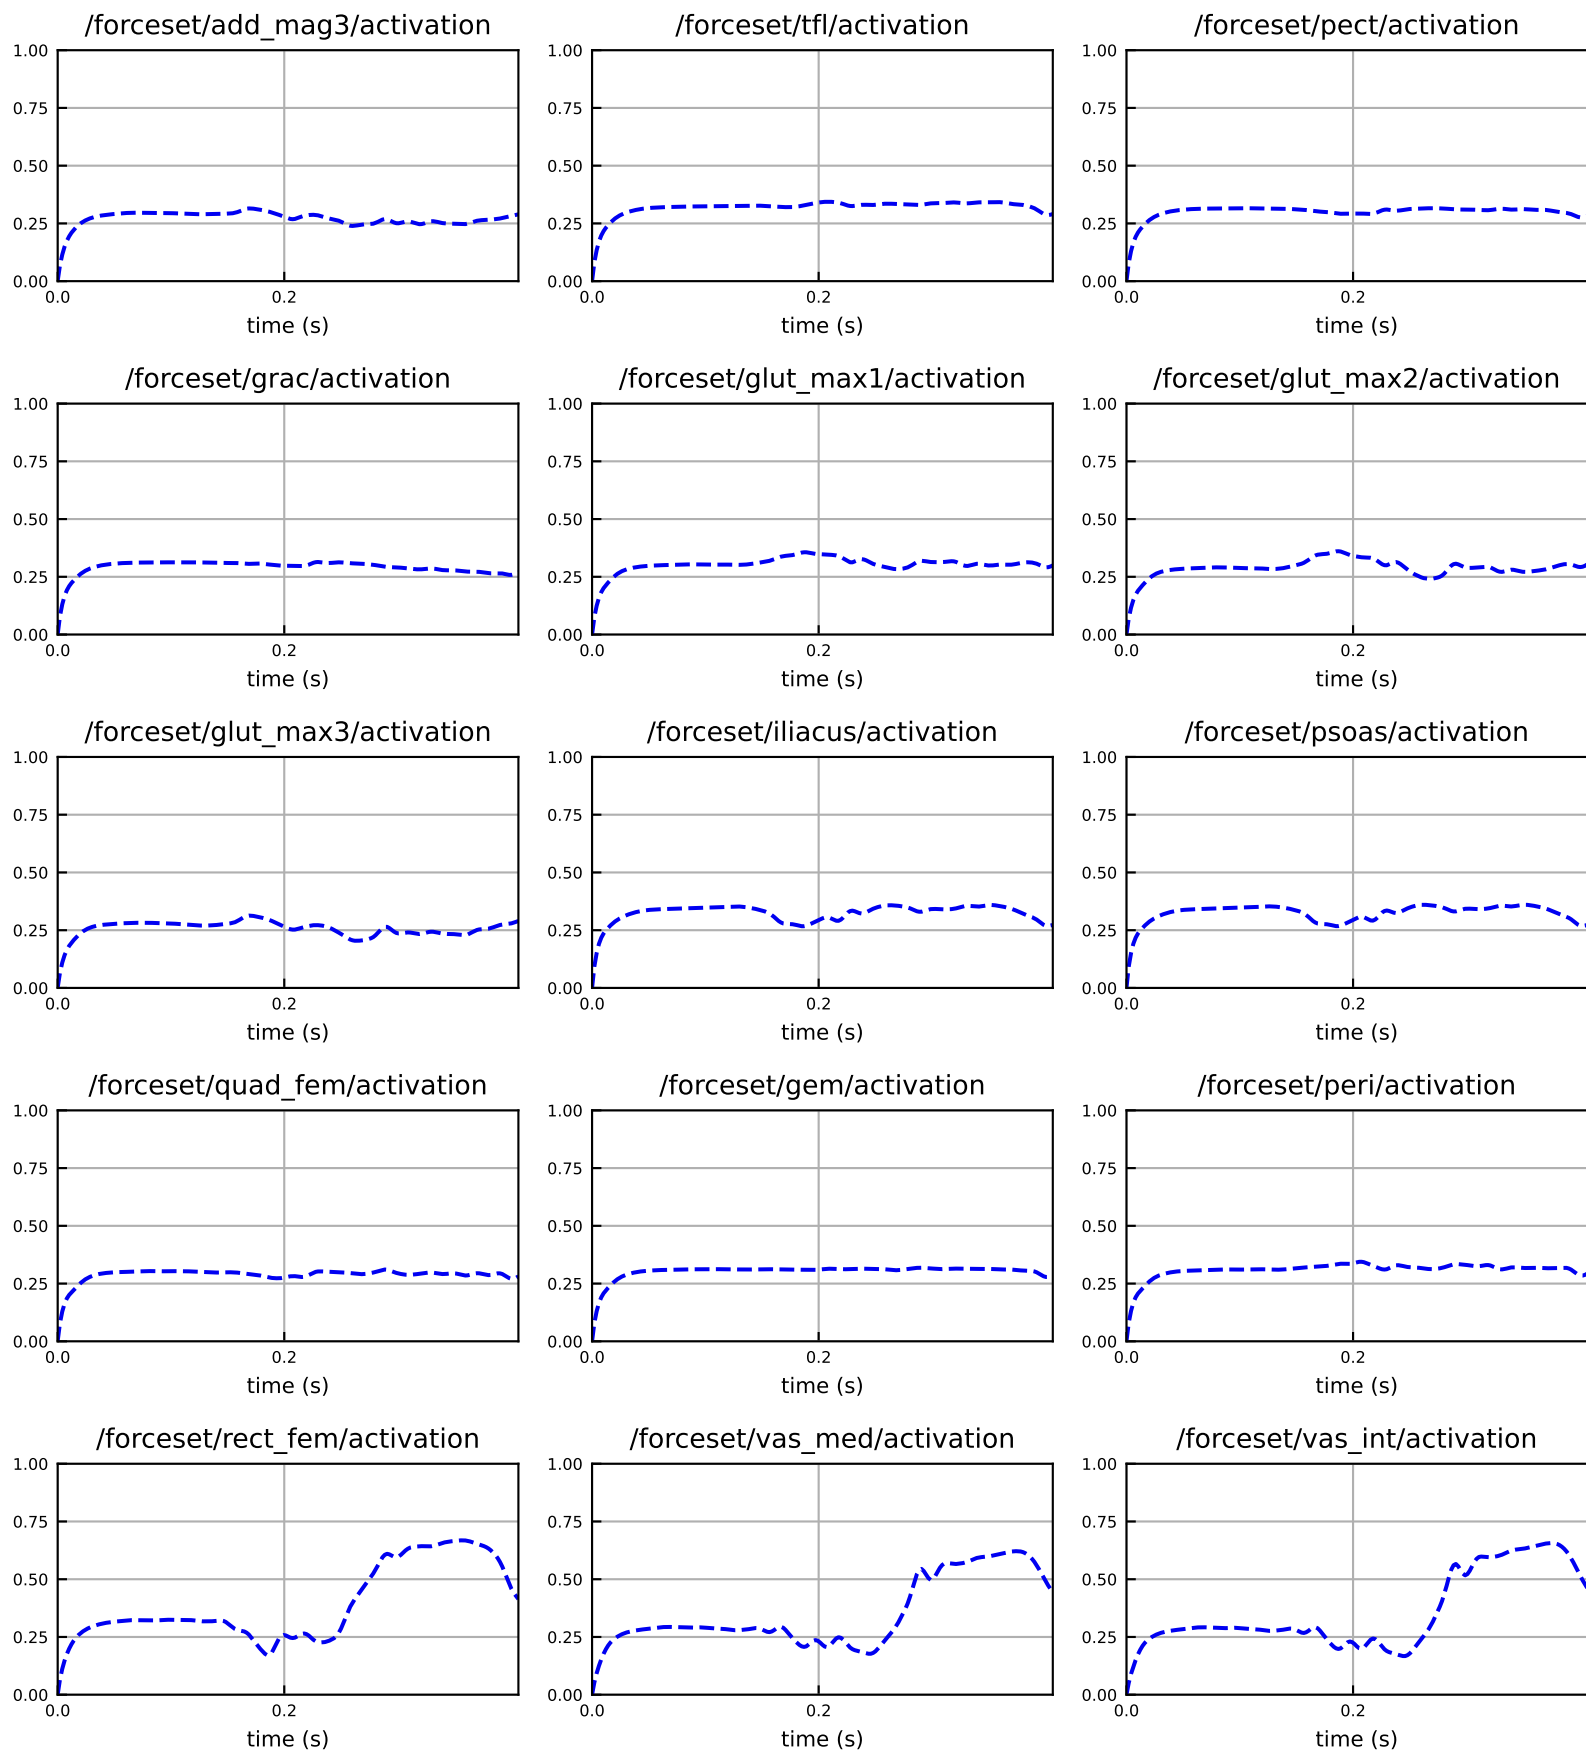 /forceset/add_mag3/activation /forceset/tfl/activation /forceset/pect/activation
1.00 1.00 1.00
0.75 0.75 0.75
0.50 0.50 0.50
0.25 0.25 0.25
0.00 0.00 0.00
0.0 0.2 0.0 0.2 0.0 0.2
time (s) time (s) time (s)
/forceset/grac/activation /forceset/glut_max1/activation /forceset/glut_max2/activation
1.00 1.00 1.00
0.75 0.75 0.75
0.50 0.50 0.50
0.25 0.25 0.25
0.00 0.00 0.00
0.0 0.2 0.0 0.2 0.0 0.2
time (s) time (s) time (s)
/forceset/glut_max3/activation /forceset/iliacus/activation /forceset/psoas/activation
1.00 1.00 1.00
0.75 0.75 0.75
0.50 0.50 0.50
0.25 0.25 0.25
0.00 0.00 0.00
0.0 0.2 0.0 0.2 0.0 0.2
time (s) time (s) time (s)
/forceset/quad_fem/activation /forceset/gem/activation /forceset/peri/activation
1.00 1.00 1.00
0.75 0.75 0.75
0.50 0.50 0.50
0.25 0.25 0.25
0.00 0.00 0.00
0.0 0.2 0.0 0.2 0.0 0.2
time (s) time (s) time (s)
/forceset/rect_fem/activation /forceset/vas_med/activation /forceset/vas_int/activation
1.00 1.00 1.00
0.75 0.75 0.75
0.50 0.50 0.50
0.25 0.25 0.25
0.00 0.00 0.00
0.0 0.2 0.0 0.2 0.0 0.2
time (s) time (s) time (s)